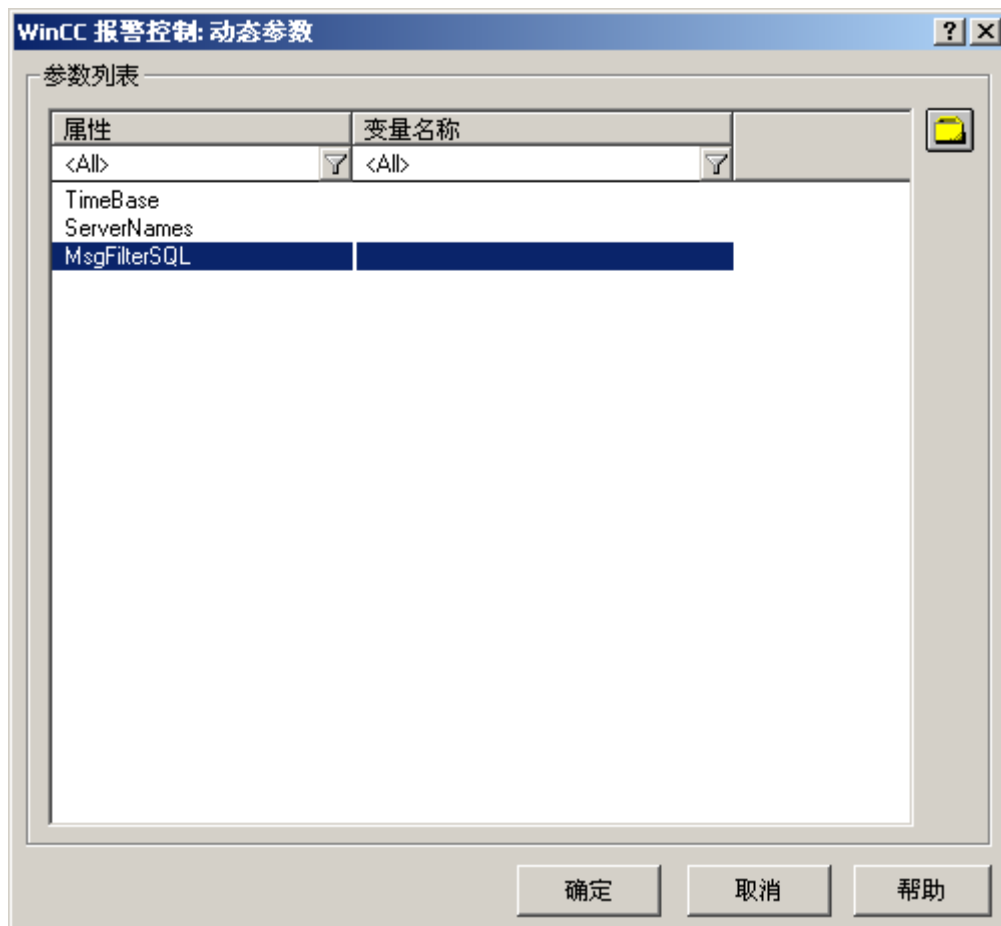 WinCC 报警控制: 动态参数
参数列表
属性 变量名称
<All> <All>
TimeBase
ServerNames
MsgFilterSQL
确定 取消 帮助